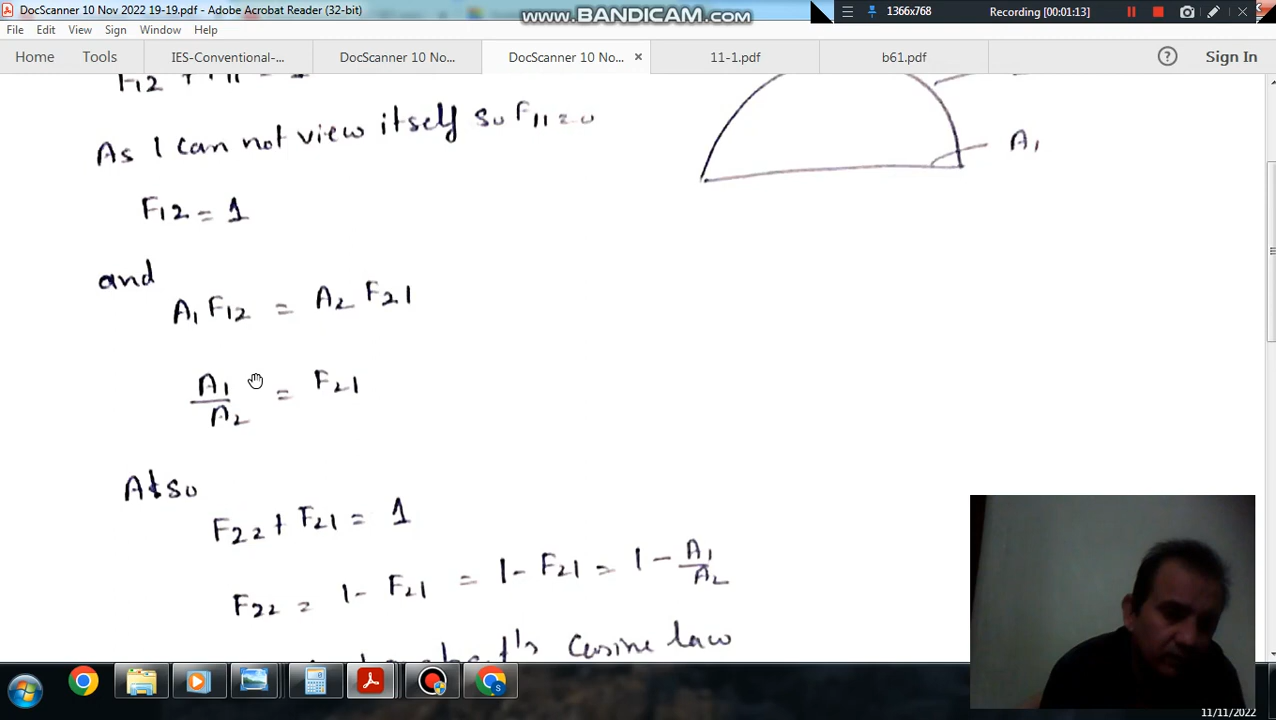 DocScanner 10 Nov 2022 19-19.pdf - Adobe Acrobat Reader (32-bit)
www.BANDICAM.com
1366x768
Recording [00:01:13]
File Edit View Sign Window Help
Home Tools IES-Conventional-... DocScanner 10 No... DocScanner 10 No... × 11-1.pdf b61.pdf Sign In
As 1 can not view itself so F11 = 0
A1
F12 = 1
and
A1 F12 = A2 F21
A1/A2 = F21
Also
F22 + F21 = 1
F22 = 1 - F21 = 1 - F21 = 1 - A1/A2
cosine law
11/11/2022